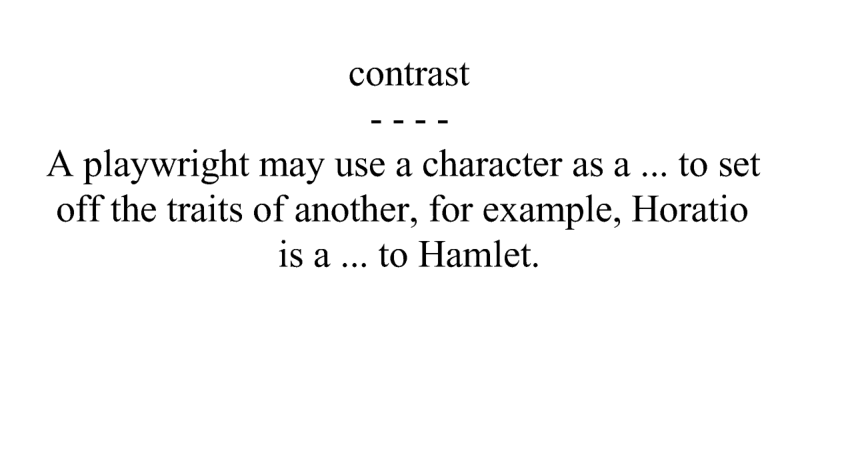 contrast
- - - -
A playwright may use a character as a ... to set
off the traits of another, for example, Horatio
is a ... to Hamlet.